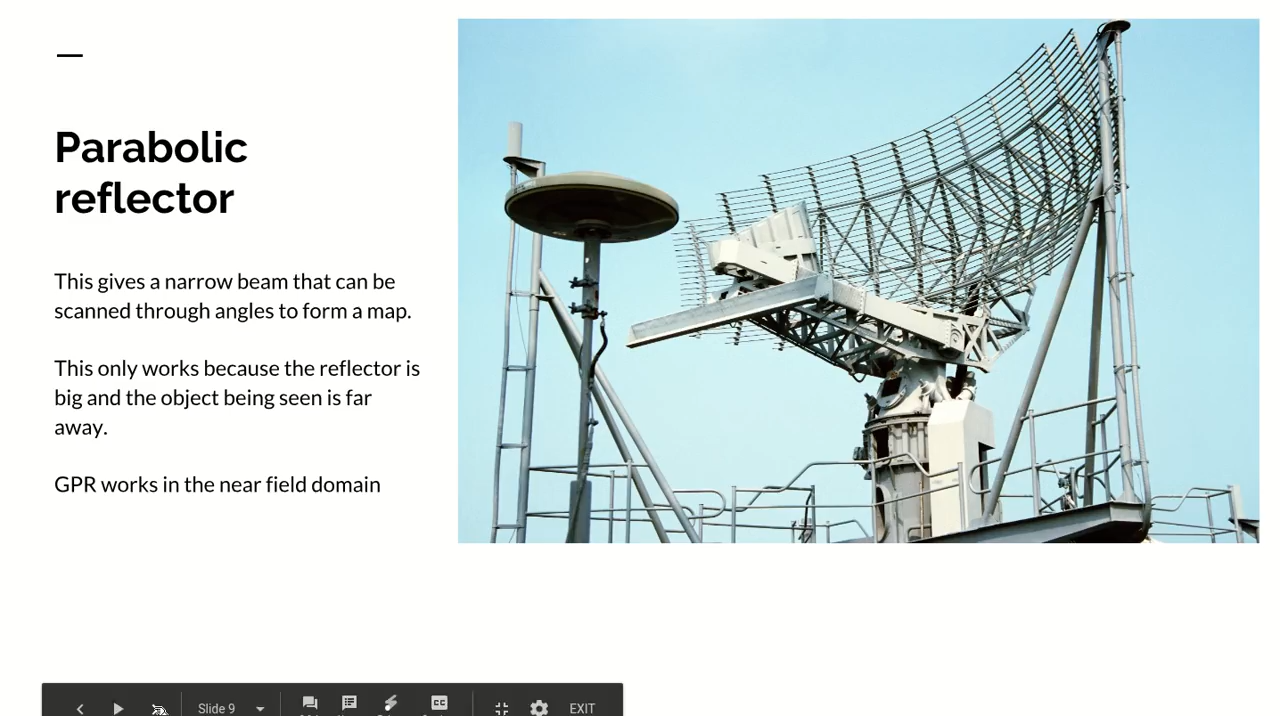 Parabolic
reflector
This gives a narrow beam that can be
scanned through angles to form a map.
This only works because the reflector is
big and the object being seen is far
away.
GPR works in the near field domain
Slide 9
CC
EXIT